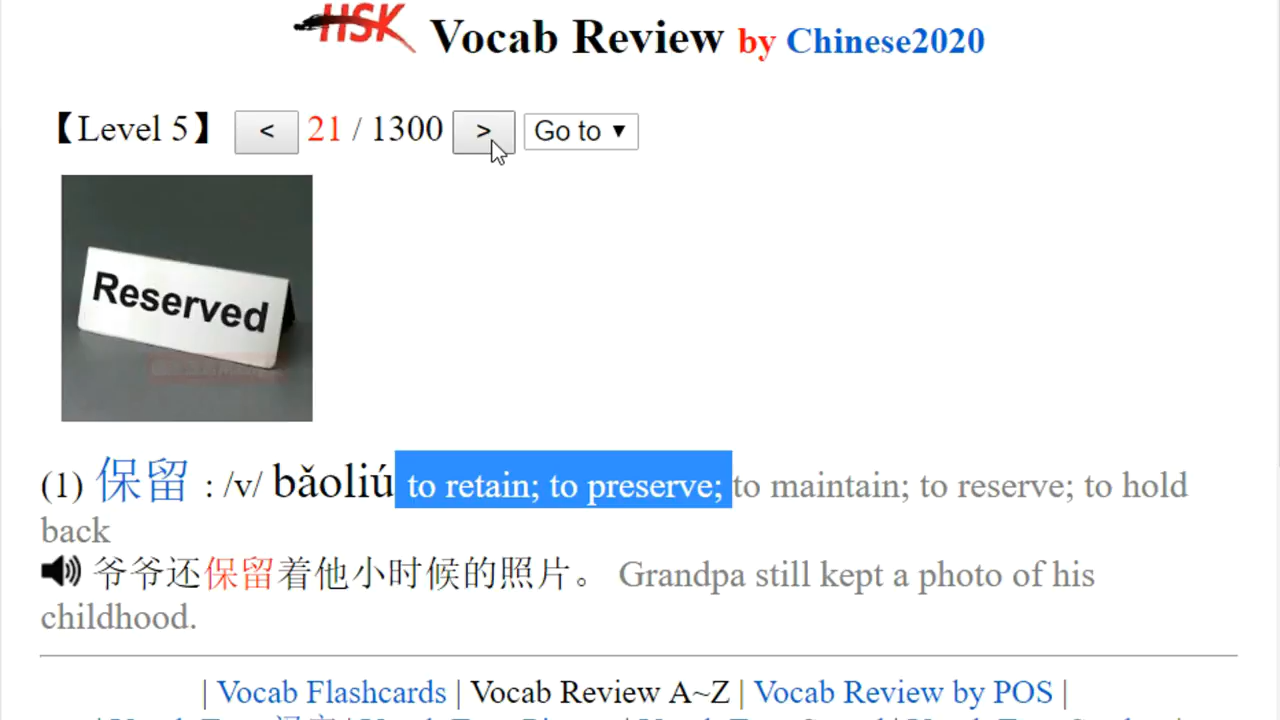 HSK Vocab Review by Chinese2020
【Level 5】 < 21 / 1300 > Go to ▼
Reserved
(1) 保留 : /v/ bǎoliú to retain; to preserve; to maintain; to reserve; to hold
back
爷爷还保留着他小时候的照片。 Grandpa still kept a photo of his
childhood.
| Vocab Flashcards | Vocab Review A~Z | Vocab Review by POS |